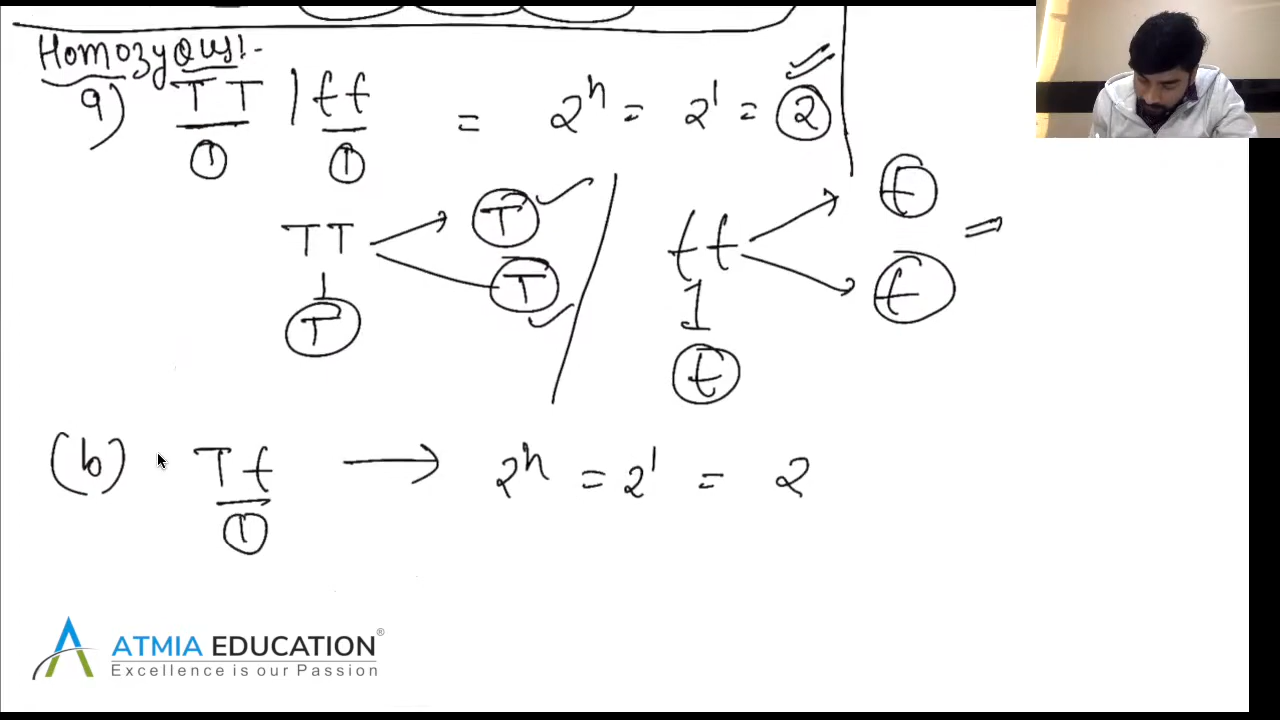 Homozyous:-
a) TT / tt = 2^n = 2^1 = 2
1 1
TT T T / tt t t =
T t
(b) Tt → 2^n = 2^1 = 2
1
ATMIA EDUCATION®
Excellence is our Passion